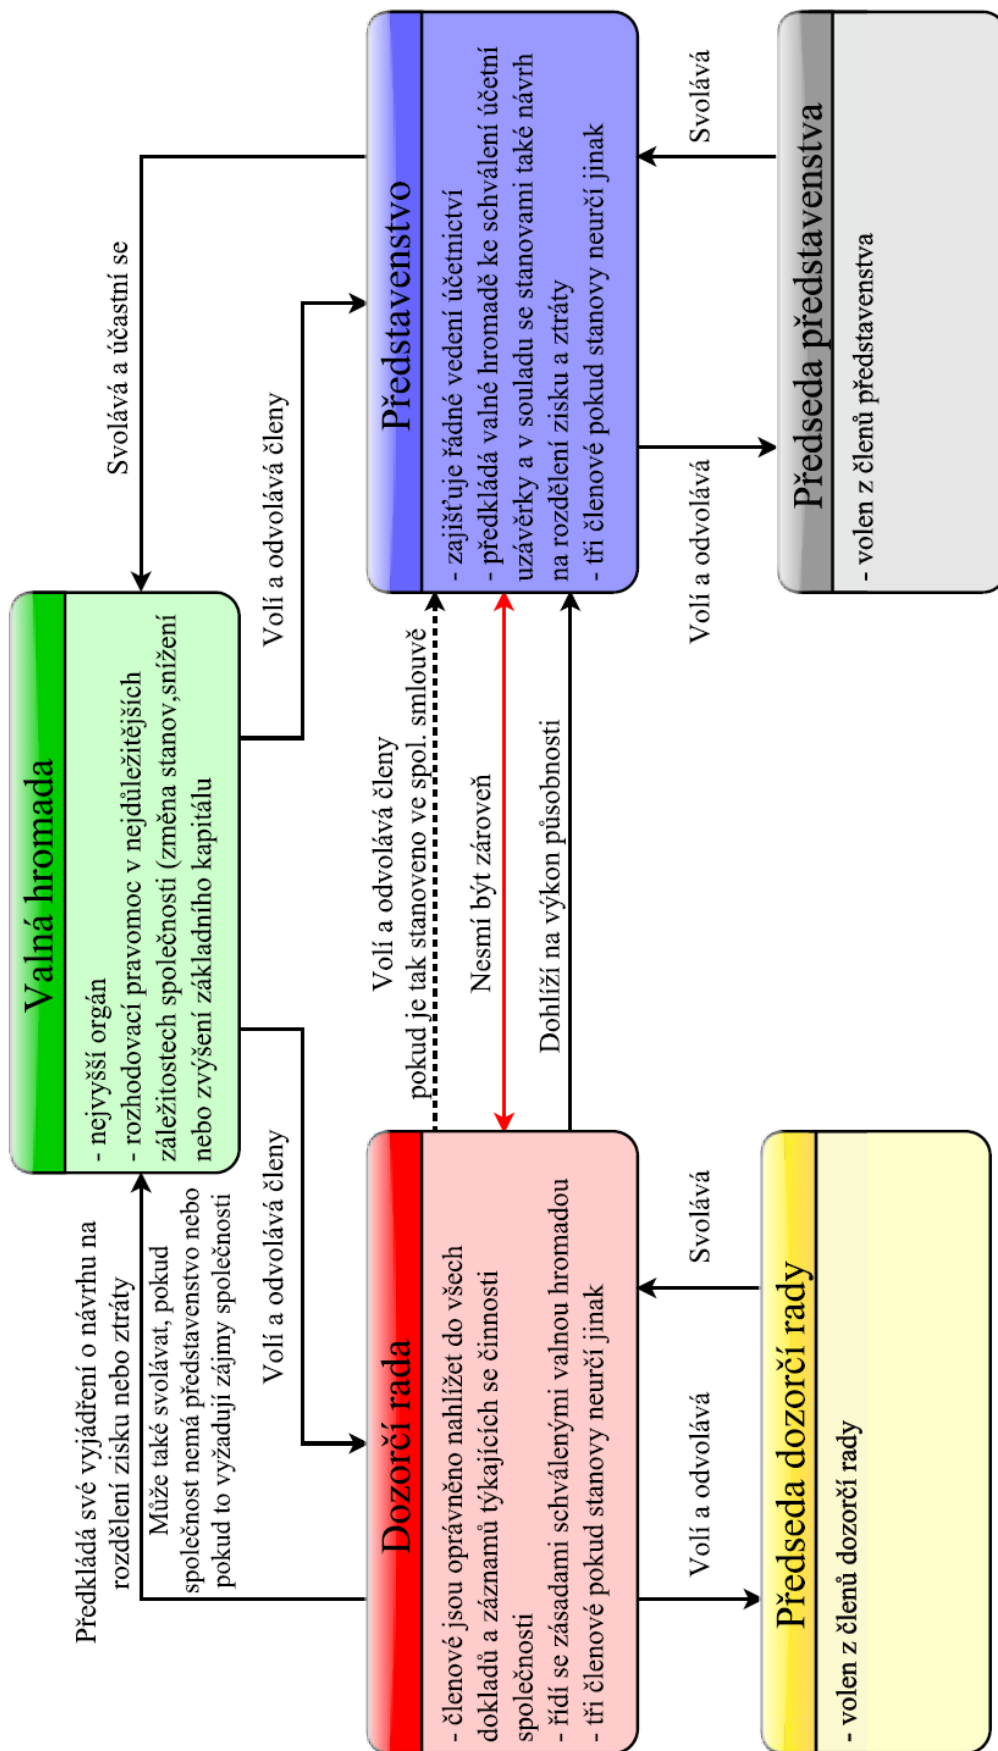 Valná hromada
- nejvyšší orgán
- rozhodovací pravomoc v nejdůležitějších
záležitostech společnosti (změna stanov,snížení
nebo zvýšení základního kapitálu
Předkládá své vyjádření o návrhu na
rozdělení zisku nebo ztráty
Může také svolávat, pokud
společnost nemá představenstvo nebo
pokud to vyžadují zájmy společnosti
Svolává a účastní se
Volí a odvolává členy
Volí a odvolává členy
Dozorčí rada
- členové jsou oprávněno nahlížet do všech
dokladů a záznamů týkajících se činnosti
společnosti
- řídí se zásadami schválenými valnou hromadou
- tři členové pokud stanovy neurčí jinak
Volí a odvolává členy
pokud je tak stanoveno ve spol. smlouvě
Nesmí být zároveň
Dohlíží na výkon působnosti
Představenstvo
- zajišťuje řádné vedení účetnictví
- předkládá valné hromadě ke schválení účetní
uzávěrky a v souladu se stanovami také návrh
na rozdělení zisku a ztráty
- tři členové pokud stanovy neurčí jinak
Volí a odvolává
Svolává
Volí a odvolává
Svolává
Předseda dozorčí rady
- volen z členů dozorčí rady
Předseda představenstva
- volen z členů představenstva